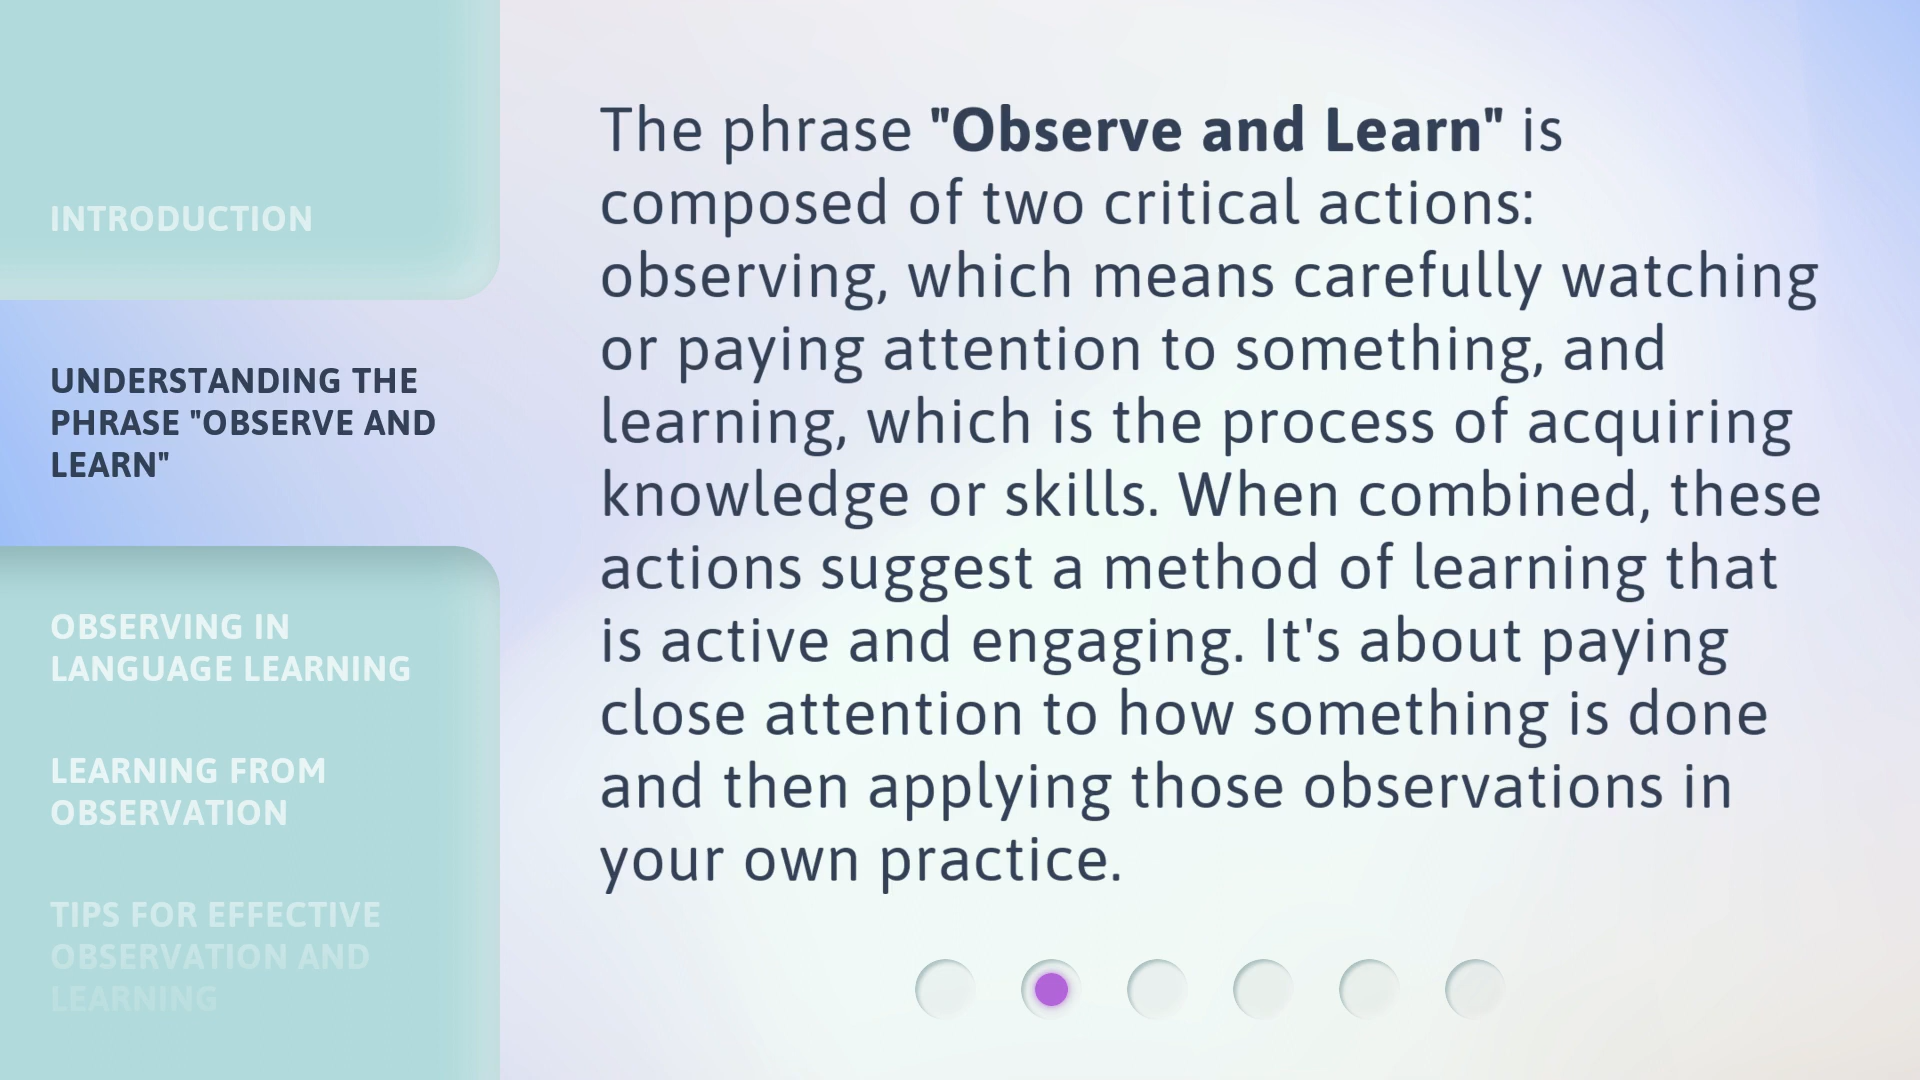 INTRODUCTION
UNDERSTANDING THE
PHRASE "OBSERVE AND
LEARN"
OBSERVING IN
LANGUAGE LEARNING
LEARNING FROM
OBSERVATION
TIPS FOR EFFECTIVE
OBSERVATION AND
LEARNING
The phrase "Observe and Learn" is
composed of two critical actions:
observing, which means carefully watching
or paying attention to something, and
learning, which is the process of acquiring
knowledge or skills. When combined, these
actions suggest a method of learning that
is active and engaging. It's about paying
close attention to how something is done
and then applying those observations in
your own practice.